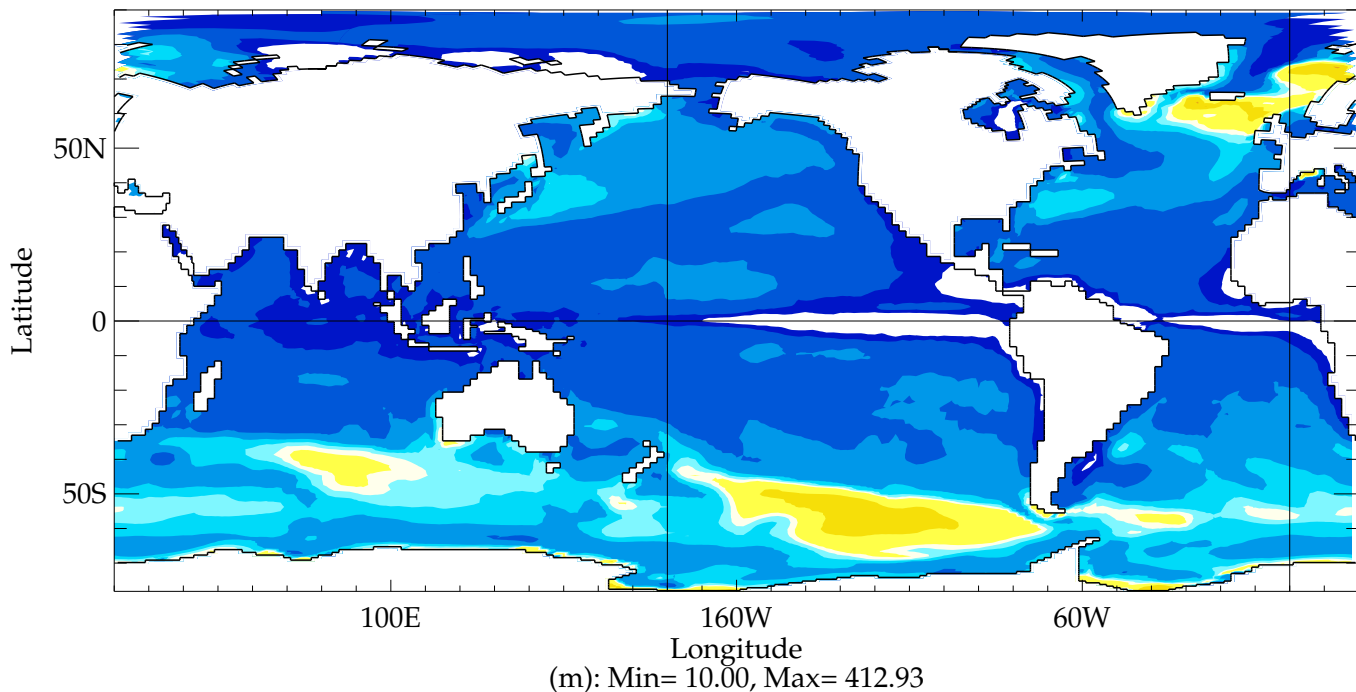 50N
0
50S
Latitude
100E 160W 60W
Longitude
(m): Min= 10.00, Max= 412.93